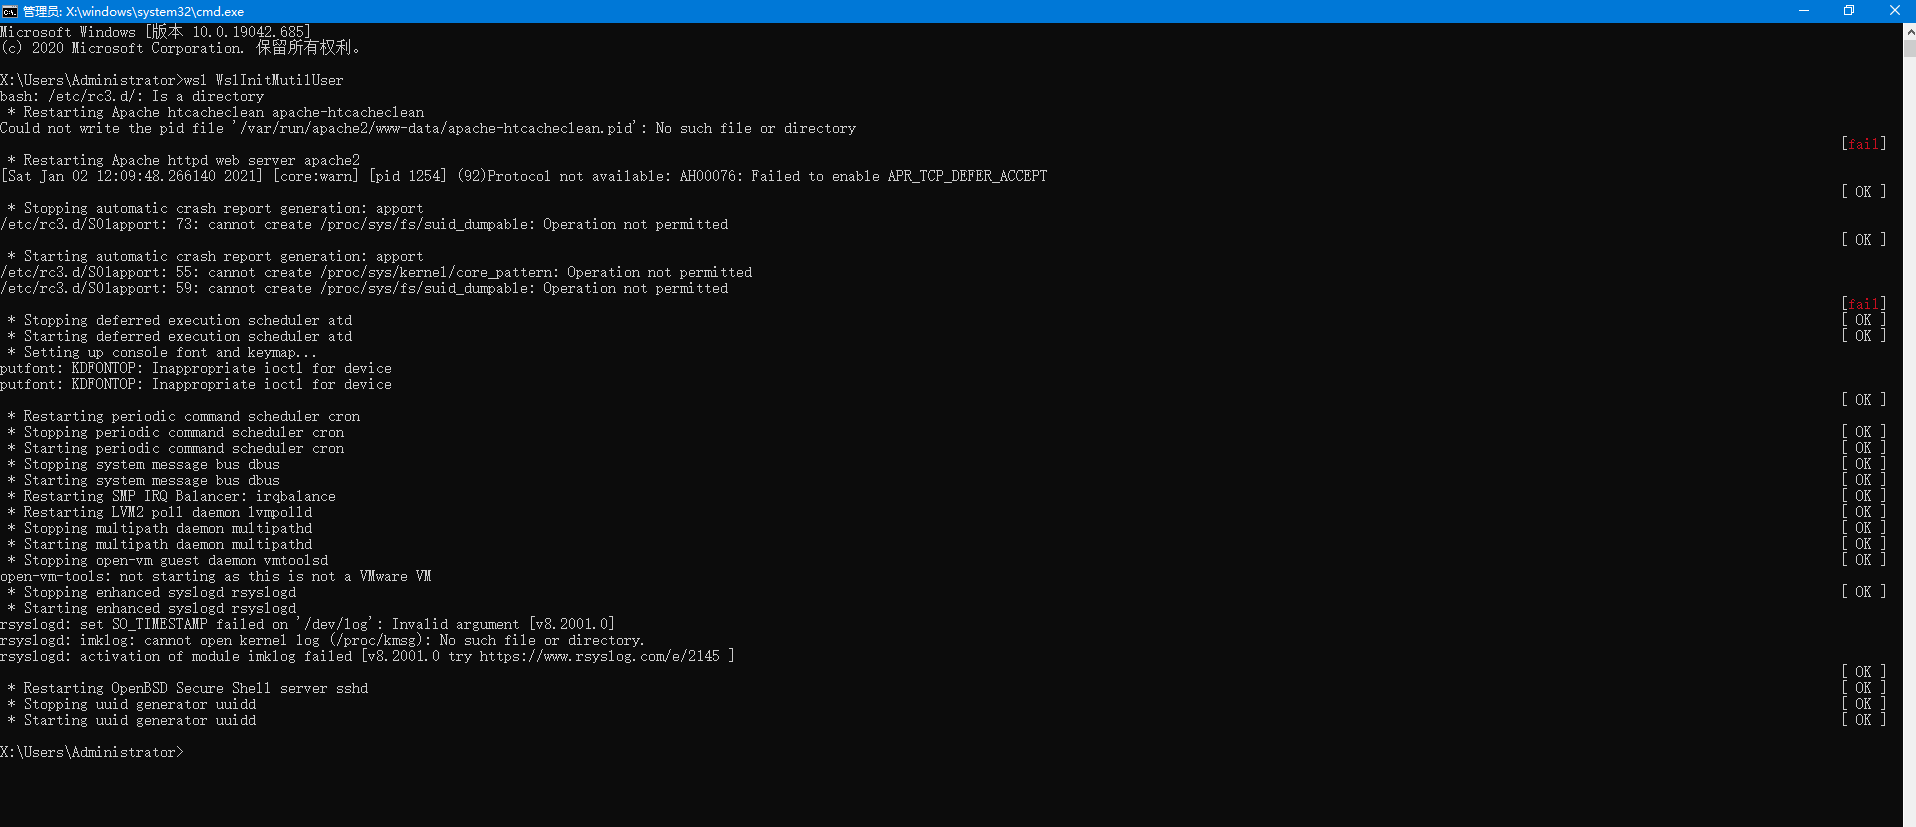 管理员: X:\windows\system32\cmd.exe
Microsoft Windows [版本 10.0.19042.685]
(c) 2020 Microsoft Corporation. 保留所有权利。
X:\Users\Administrator>wsl WslInitMutilUser
bash: /etc/rc3.d/: Is a directory
 * Restarting Apache htcacheclean apache-htcacheclean
Could not write the pid file '/var/run/apache2/www-data/apache-htcacheclean.pid': No such file or directory
[fail]
 * Restarting Apache httpd web server apache2
[Sat Jan 02 12:09:48.266140 2021] [core:warn] [pid 1254] (92)Protocol not available: AH00076: Failed to enable APR_TCP_DEFER_ACCEPT
[ OK ]
 * Stopping automatic crash report generation: apport
/etc/rc3.d/S01apport: 73: cannot create /proc/sys/fs/suid_dumpable: Operation not permitted
[ OK ]
 * Starting automatic crash report generation: apport
/etc/rc3.d/S01apport: 55: cannot create /proc/sys/kernel/core_pattern: Operation not permitted
/etc/rc3.d/S01apport: 59: cannot create /proc/sys/fs/suid_dumpable: Operation not permitted
[fail]
 * Stopping deferred execution scheduler atd [ OK ]
 * Starting deferred execution scheduler atd [ OK ]
 * Setting up console font and keymap...
putfont: KDFONTOP: Inappropriate ioctl for device
putfont: KDFONTOP: Inappropriate ioctl for device
[ OK ]
 * Restarting periodic command scheduler cron
 * Stopping periodic command scheduler cron [ OK ]
 * Starting periodic command scheduler cron [ OK ]
 * Stopping system message bus dbus [ OK ]
 * Starting system message bus dbus [ OK ]
 * Restarting SMP IRQ Balancer: irqbalance [ OK ]
 * Restarting LVM2 poll daemon lvmpolld [ OK ]
 * Stopping multipath daemon multipathd [ OK ]
 * Starting multipath daemon multipathd [ OK ]
 * Stopping open-vm guest daemon vmtoolsd [ OK ]
open-vm-tools: not starting as this is not a VMware VM
 * Stopping enhanced syslogd rsyslogd [ OK ]
 * Starting enhanced syslogd rsyslogd
rsyslogd: set SO_TIMESTAMP failed on '/dev/log': Invalid argument [v8.2001.0]
rsyslogd: imklog: cannot open kernel log (/proc/kmsg): No such file or directory.
rsyslogd: activation of module imklog failed [v8.2001.0 try https://www.rsyslog.com/e/2145 ]
[ OK ]
 * Restarting OpenBSD Secure Shell server sshd [ OK ]
 * Stopping uuid generator uuidd [ OK ]
 * Starting uuid generator uuidd [ OK ]
X:\Users\Administrator>